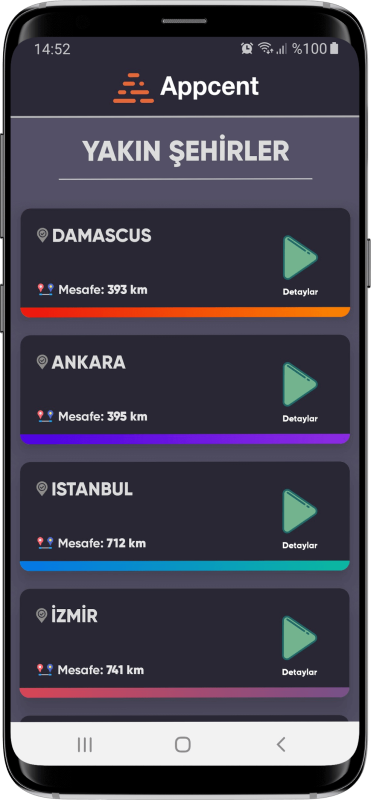 14:52
%100
Appcent
YAKIN ŞEHİRLER
DAMASCUS
Mesafe: 393 km
Detaylar
ANKARA
Mesafe: 395 km
Detaylar
ISTANBUL
Mesafe: 712 km
Detaylar
İZMİR
Mesafe: 741 km
Detaylar